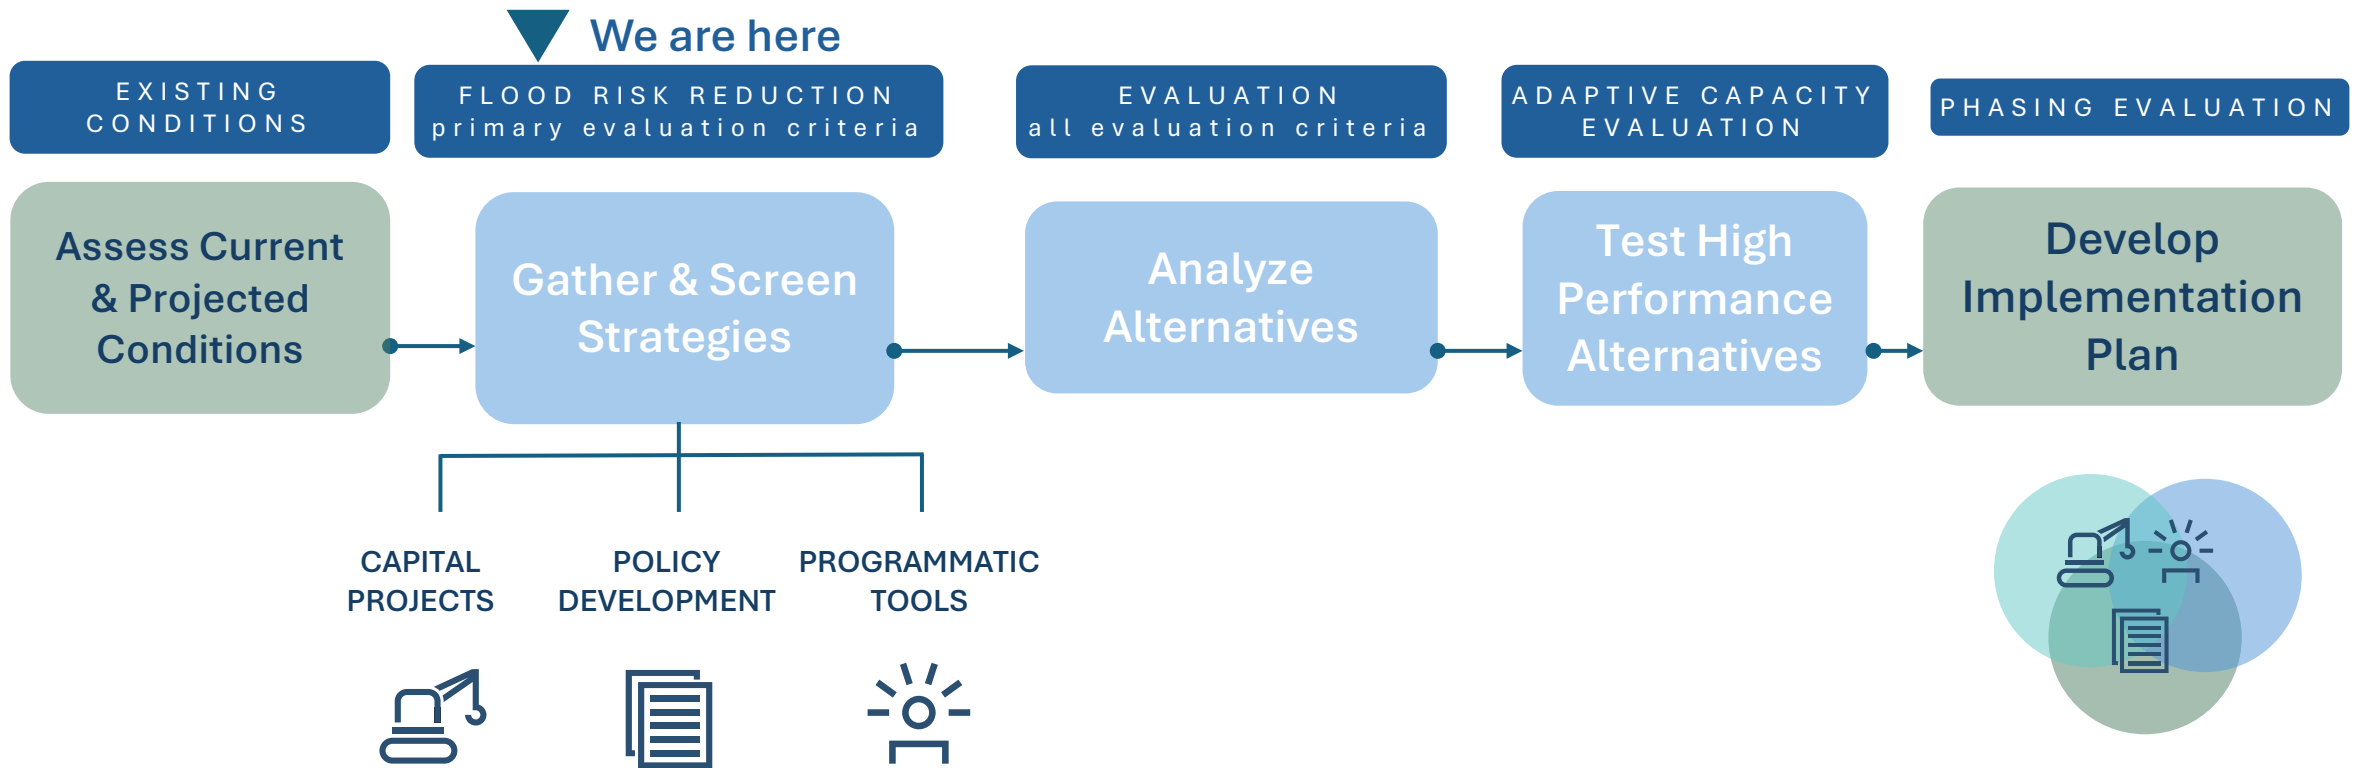 We are here
EXISTING
CONDITIONS
FLOOD RISK REDUCTION
primary evaluation criteria
EVALUATION
all evaluation criteria
ADAPTIVE CAPACITY
EVALUATION
PHASING EVALUATION
Assess Current
& Projected
Conditions
Gather & Screen
Strategies
Analyze
Alternatives
Test High
Performance
Alternatives
Develop
Implementation
Plan
CAPITAL
PROJECTS
POLICY
DEVELOPMENT
PROGRAMMATIC
TOOLS